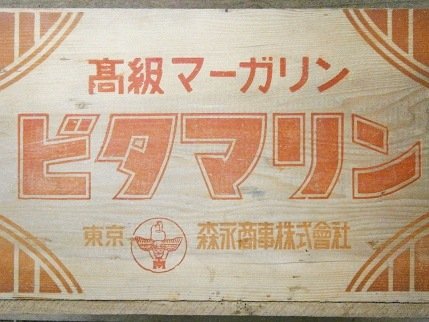 高級マーガリン
ビタマリン
東京 森永商事株式會社